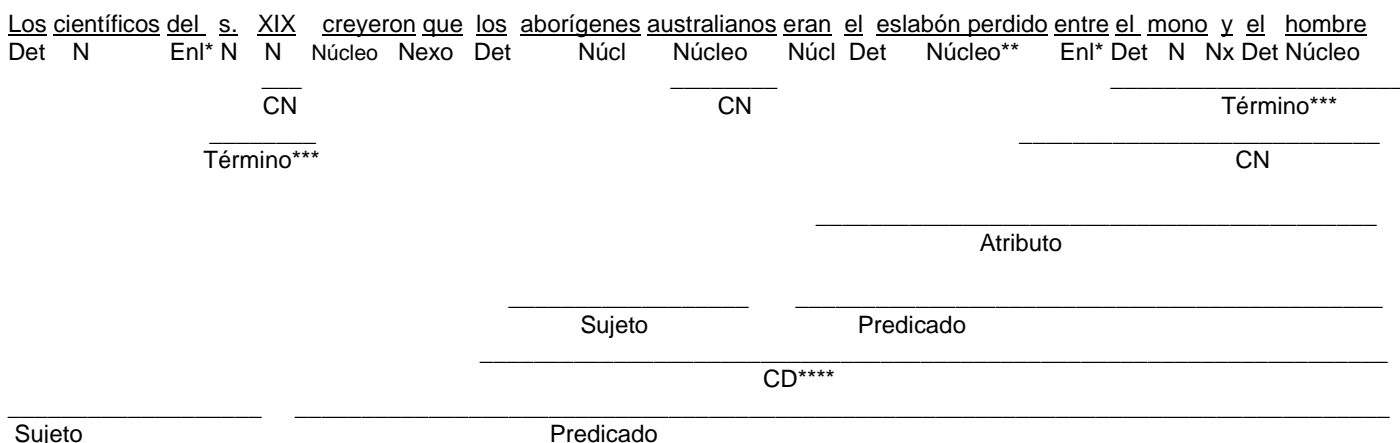 Los científicos del s. XIX creyeron que los aborígenes australianos eran el eslabón perdido entre el mono y el hombre
Det N Enl* N N Núcleo Nexo Det Núcl Núcleo Núcl Det Núcleo** Enl* Det N Nx Det Núcleo
CN CN Término***
Término*** CN
Atributo
Sujeto Predicado
CD****
Sujeto Predicado